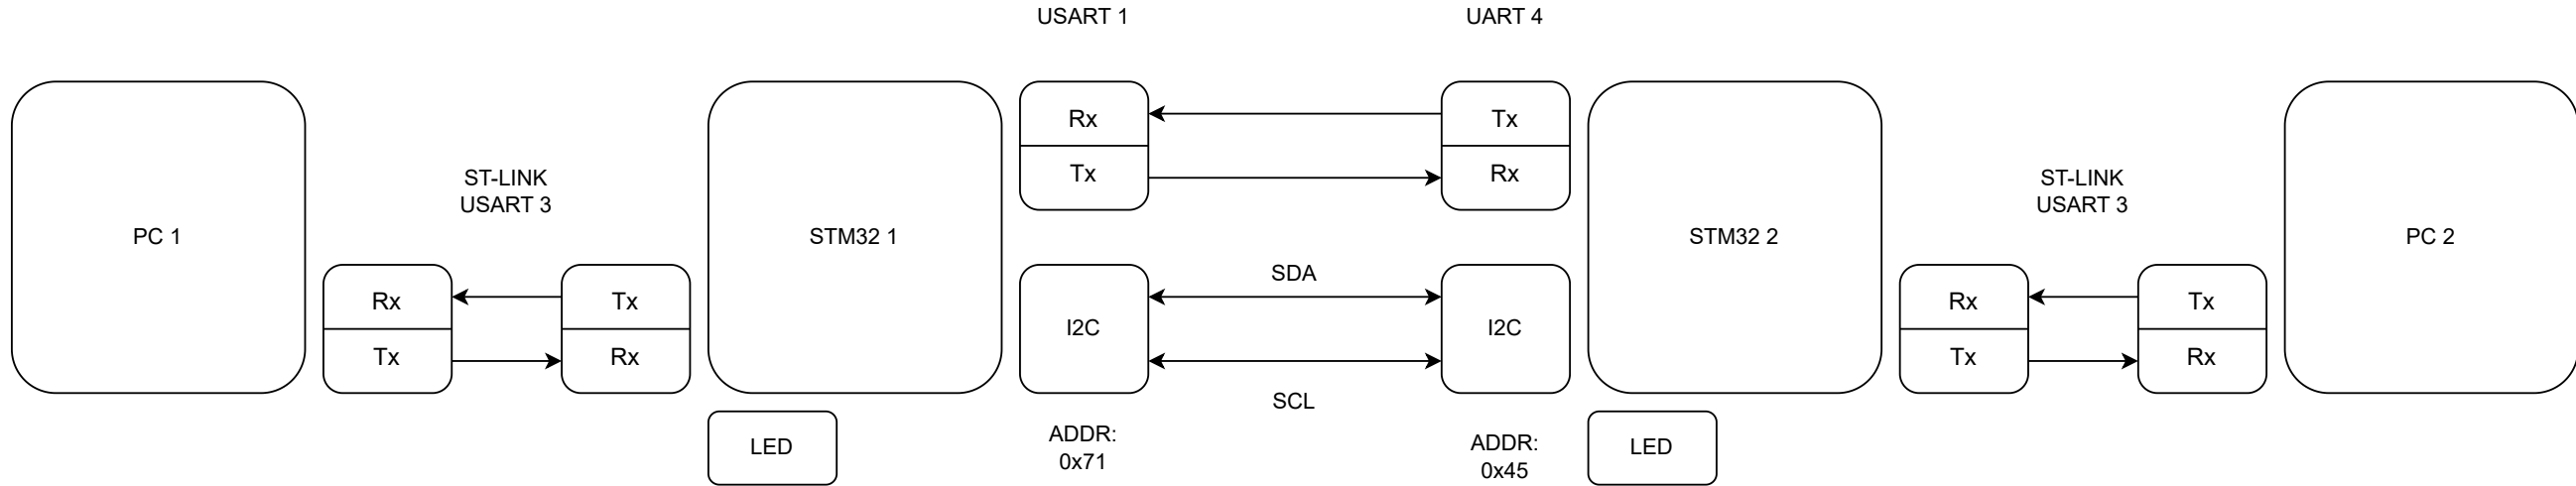 USART 1
UART 4
PC 1
ST-LINK
USART 3
Rx
Tx
Tx
Rx
STM32 1
LED
Rx
Tx
Tx
Rx
I2C
SDA
SCL
I2C
ADDR:
0x71
ADDR:
0x45
STM32 2
LED
ST-LINK
USART 3
Rx
Tx
Tx
Rx
PC 2